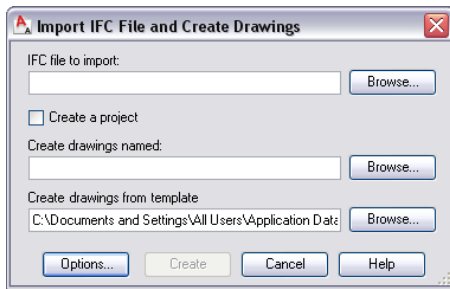 Import IFC File and Create Drawings
IFC file to import:
Browse...
Create a project
Create drawings named:
Browse...
Create drawings from template
C:\Documents and Settings\All Users\Application Data
Browse...
Options... Create Cancel Help